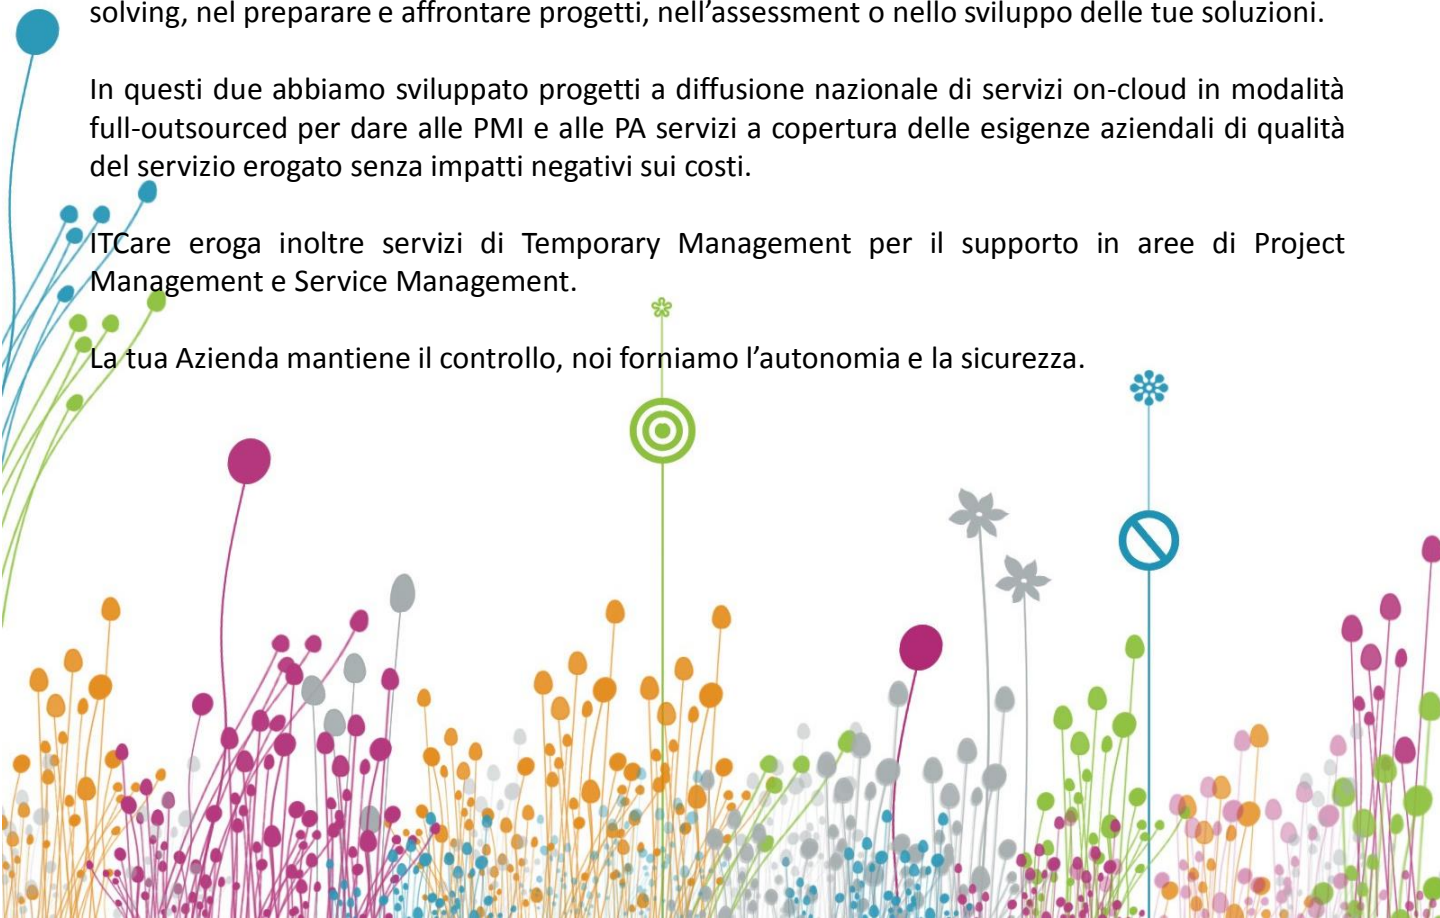 solving, nel preparare e affrontare progetti, nell’assessment o nello sviluppo delle tue soluzioni.
In questi due abbiamo sviluppato progetti a diffusione nazionale di servizi on-cloud in modalità
full-outsourced per dare alle PMI e alle PA servizi a copertura delle esigenze aziendali di qualità
del servizio erogato senza impatti negativi sui costi.
ITCare eroga inoltre servizi di Temporary Management per il supporto in aree di Project
Management e Service Management.
La tua Azienda mantiene il controllo, noi forniamo l’autonomia e la sicurezza.